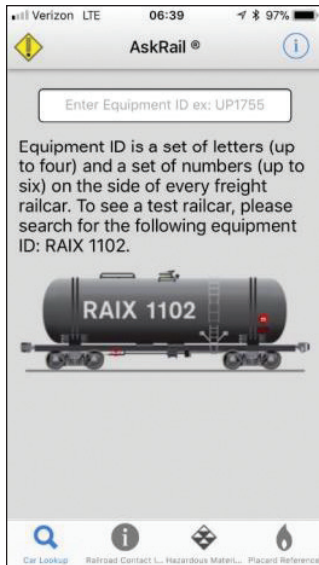 Verizon LTE 06:39 97%
AskRail ®
Enter Equipment ID ex: UP1755
Equipment ID is a set of letters (up
to four) and a set of numbers (up to
six) on the side of every freight
railcar. To see a test railcar, please
search for the following equipment
ID: RAIX 1102.
RAIX 1102
Car Lookup Railroad Contact I... Hazardous Materi... Placard Reference